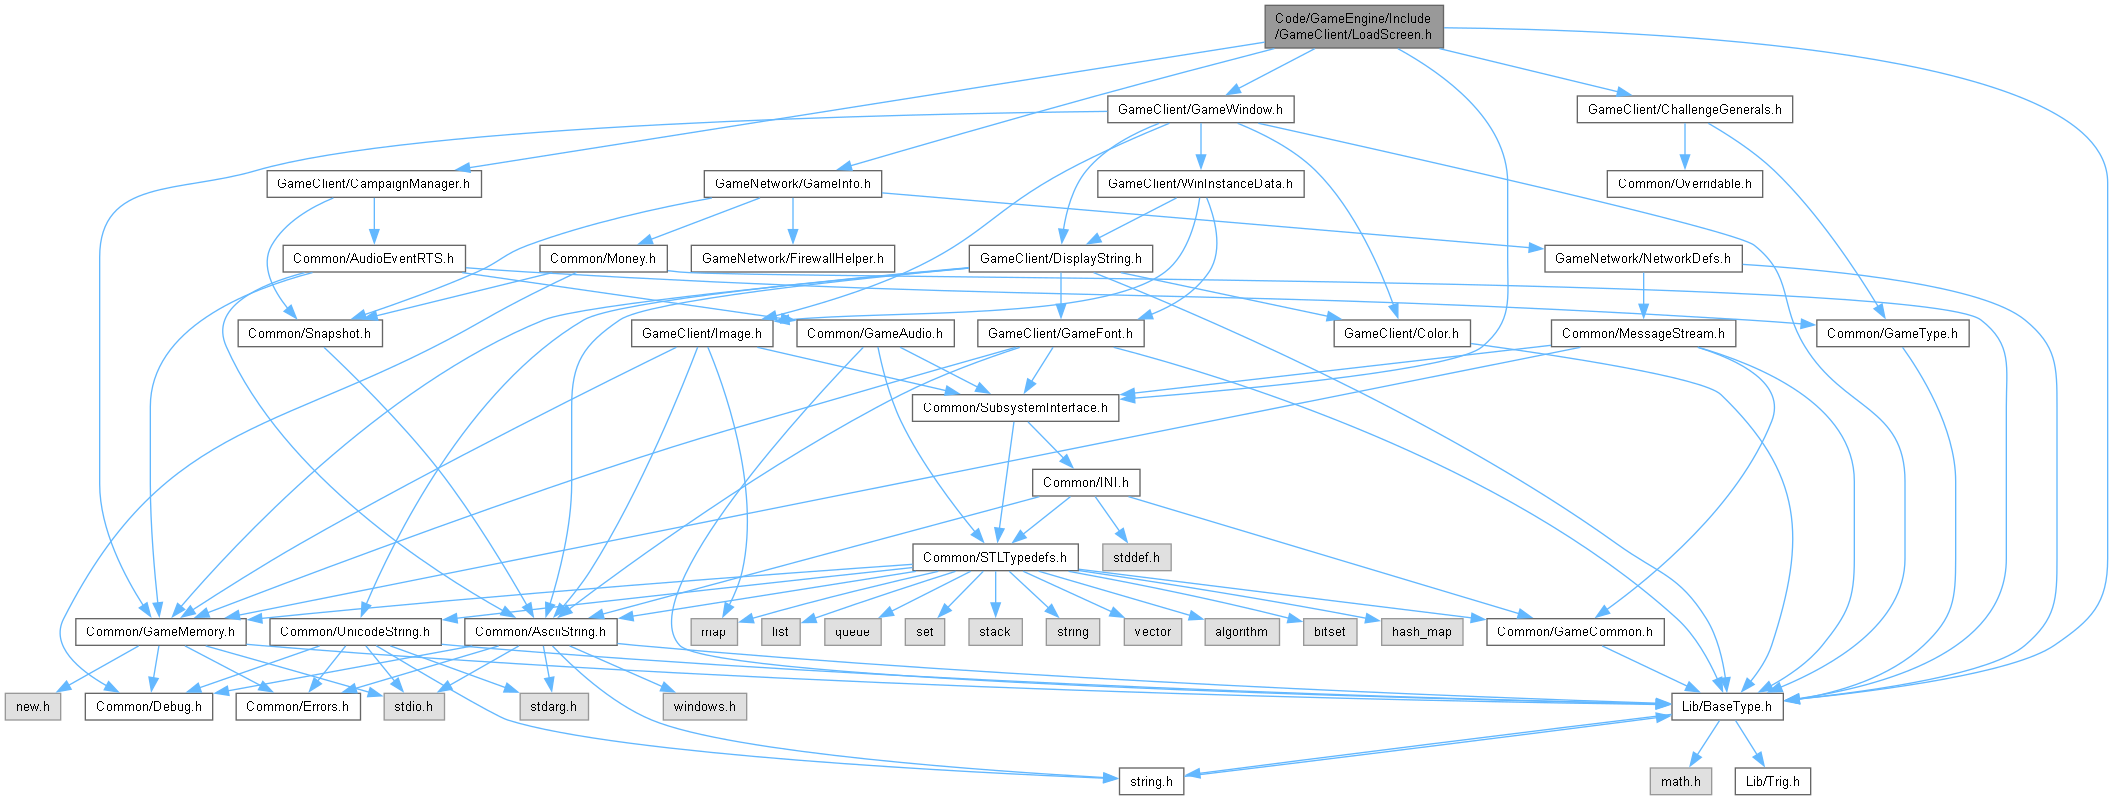 Code/GameEngine/Include
/GameClient/LoadScreen.h
GameClient/GameWindow.h
GameClient/ChallengeGenerals.h
GameClient/CampaignManager.h
GameNetwork/GameInfo.h
GameClient/WinInstanceData.h
Common/Overridable.h
Common/AudioEventRTS.h
Common/Money.h
GameNetwork/FirewallHelper.h
GameClient/DisplayString.h
GameNetwork/NetworkDefs.h
Common/Snapshot.h
GameClient/Image.h
Common/GameAudio.h
GameClient/GameFont.h
GameClient/Color.h
Common/MessageStream.h
Common/GameType.h
Common/SubsystemInterface.h
Common/INI.h
Common/STLTypedefs.h
stddef.h
Common/GameMemory.h
Common/UnicodeString.h
Common/AsciiString.h
map
list
queue
set
stack
string
vector
algorithm
bitset
hash_map
Common/GameCommon.h
new.h
Common/Debug.h
Common/Errors.h
stdio.h
stdarg.h
windows.h
Lib/BaseType.h
string.h
math.h
Lib/Trig.h